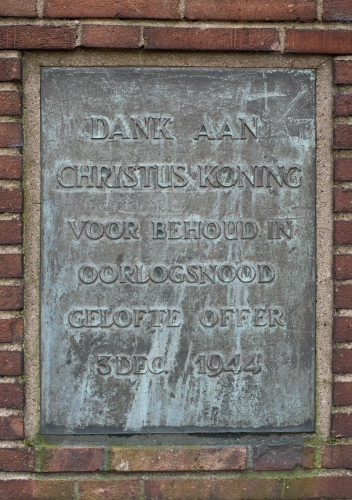 DANK AAN
CHRISTUS KONING
VOOR BEHOUD IN
OORLOGSNOOD
GELOFTE OFFER
3 DEC. 1944